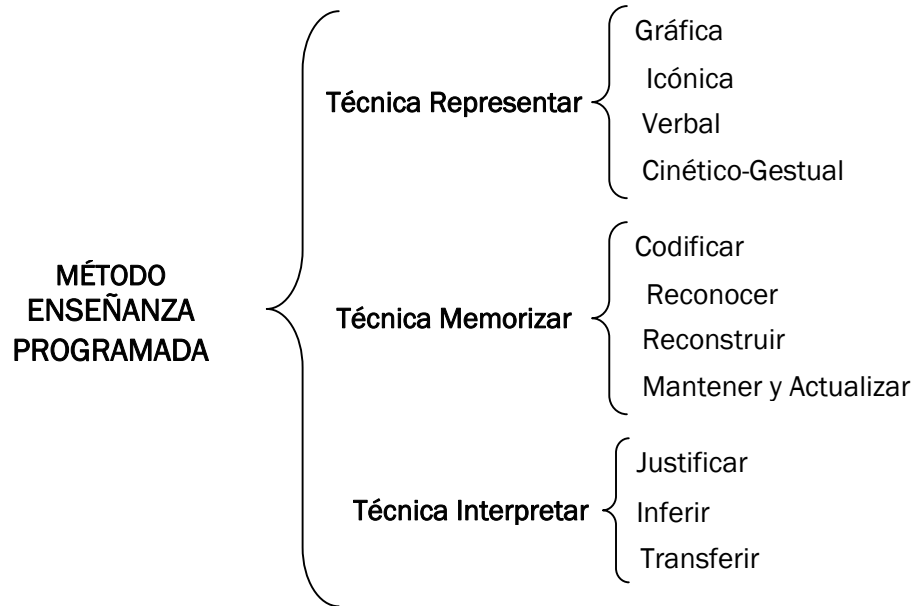 MÉTODO
ENSEÑANZA
PROGRAMADA
Técnica Representar
Gráfica
Icónica
Verbal
Cinético-Gestual
Técnica Memorizar
Codificar
Reconocer
Reconstruir
Mantener y Actualizar
Técnica Interpretar
Justificar
Inferir
Transferir